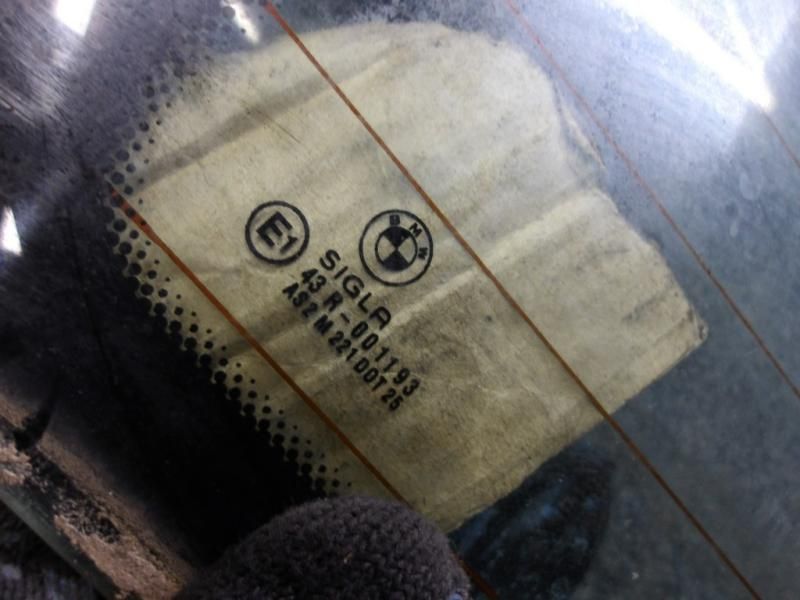 E1
BMW
SIGLA
43 R-001193
AS2 M 221 DOT 25